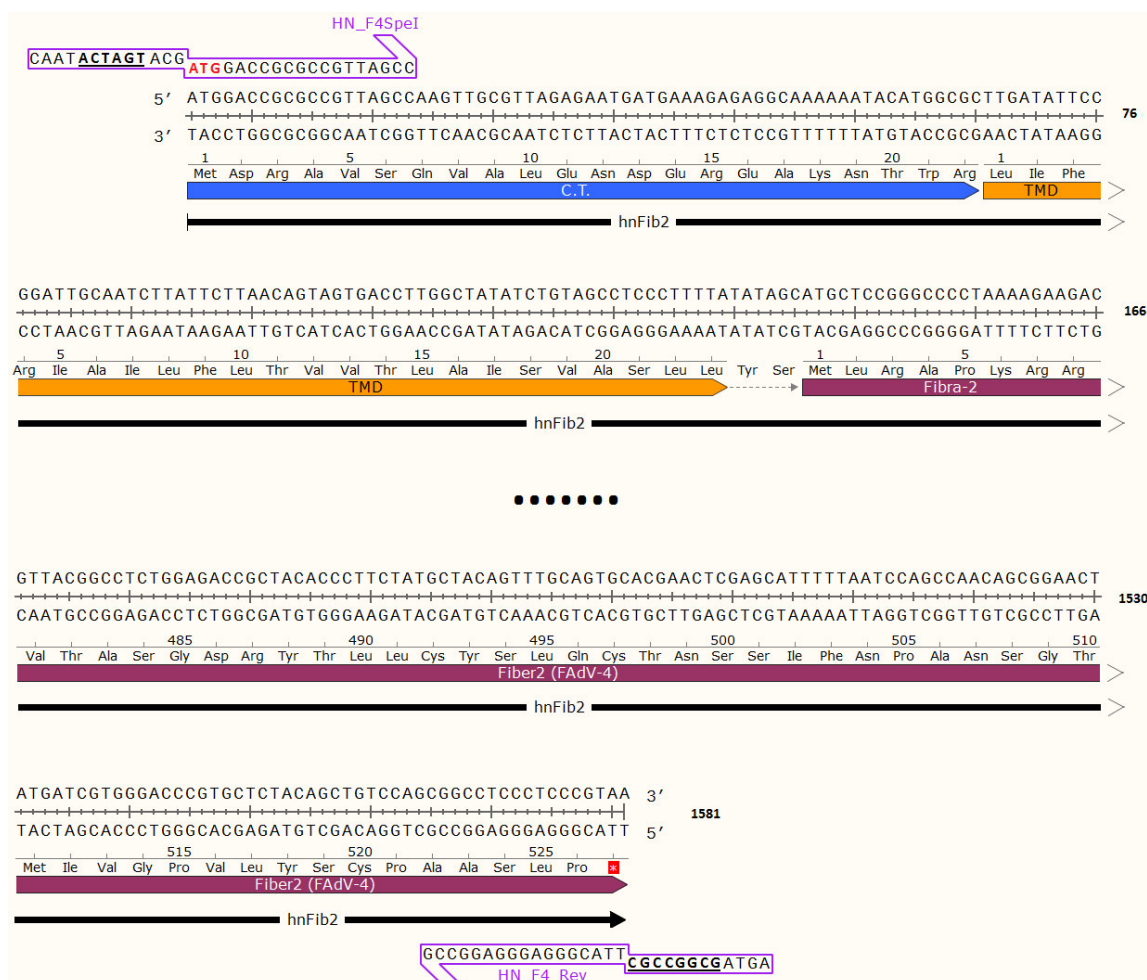 HN_F4SpeI
CAAT ACTAGT ACG ATGGACCGCGCCGTTAGCC
5′ ATGGACCGCGCCGTTAGCCAAGTTGCGTTAGAGAATGATGAAAGAGAGGCAAAAAATACATGGCGCTTGATATTCC
76
3′ TACCTGGCGCGGCAATCGGTTCAACGCAATCTCTTACTACTTTCTCTCCGTTTTTTATGTACCGCGAACTATAAGG
1 5 10 15 20 1
Met Asp Arg Ala Val Ser Gln Val Ala Leu Glu Asn Asp Glu Arg Glu Ala Lys Asn Thr Trp Arg Leu Ile Phe
C.T. TMD
hnFib2
GGATTGCAATCTTATTCTTAACAGTAGTGACCTTGGCTATATCTGTAGCCTCCCTTTTATATAGCATGCTCCGGGCCCCTAAAAGAAGAC
166
CCTAACGTTAGAATAAGAATTGTCATCACTGGAACCGATATAGACATCGGAGGGAAAATATATCGTACGAGGCCCGGGGATTTTCTTCTG
5 10 15 20 1 5
Arg Ile Ala Ile Leu Phe Leu Thr Val Val Thr Leu Ala Ile Ser Val Ala Ser Leu Leu Tyr Ser Met Leu Arg Ala Pro Lys Arg Arg
TMD Fibra-2
hnFib2
•••••••
GTTACGGCCTCTGGAGACCGCTACACCCTTCTATGCTACAGTTTGCAGTGCACGAACTCGAGCATTTTTAATCCAGCCAACAGCGGAACT
1530
CAATGCCGGAGACCTCTGGCGATGTGGGAAGATACGATGTCAAACGTCACGTGCTTGAGCTCGTAAAAATTAGGTCGGTTGTCGCCTTGA
485 490 495 500 505 510
Val Thr Ala Ser Gly Asp Arg Tyr Thr Leu Leu Cys Tyr Ser Leu Gln Cys Thr Asn Ser Ser Ile Phe Asn Pro Ala Asn Ser Gly Thr
Fiber2 (FAdV-4)
hnFib2
ATGATCGTGGGACCCGTGCTCTACAGCTGTCCAGCGGCCTCCCTCCCGTAA 3′
1581
TACTAGCACCCTGGGCACGAGATGTCGACAGGTCGCCGGAGGGAGGGCATT 5′
515 520 525
Met Ile Val Gly Pro Val Leu Tyr Ser Cys Pro Ala Ala Ser Leu Pro *
Fiber2 (FAdV-4)
hnFib2
GCCGGAGGGAGGGCATT CGCCGGCG ATGA
HN_F4_Rev